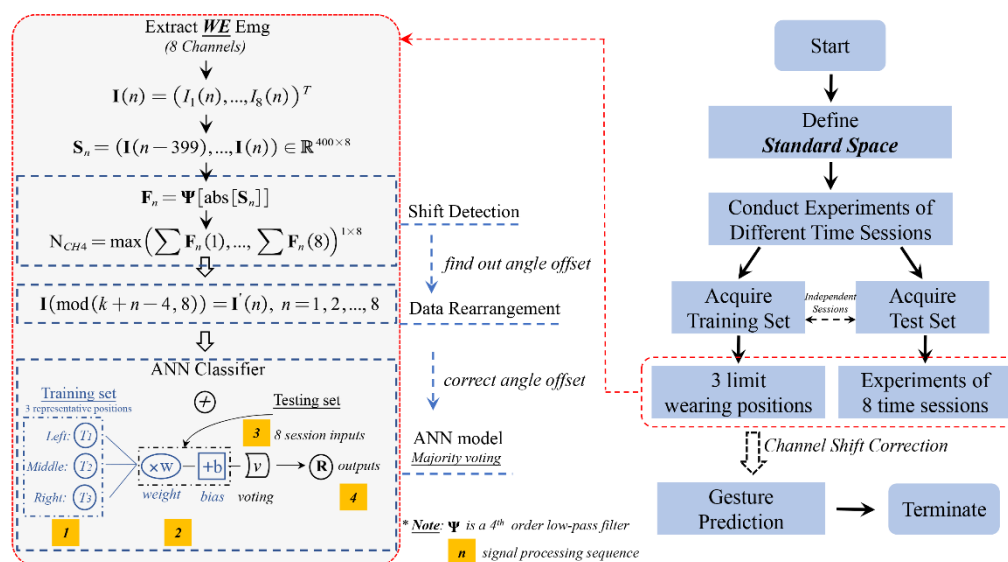 Extract WE Emg
(8 Channels)
I(n) = (I₁(n),...,I₈(n))ᵀ
Sₙ = (I(n−399),...,I(n)) ∈ ℝ⁴⁰⁰ˣ⁸
Fₙ = Ψ[abs[Sₙ]]
N_CH4 = max(∑Fₙ(1),..., ∑Fₙ(8))¹ˣ⁸
I(mod(k+n−4, 8)) = I'(n), n=1, 2,..., 8
ANN Classifier
Training set
3 representative positions
Left: T₁
Middle: T₂
Right: T₃
Testing set
3 8 session inputs
×w +b v R outputs
weight bias voting
1 2 4
Shift Detection
find out angle offset
Data Rearrangement
correct angle offset
ANN model
Majority voting
* Note: Ψ is a 4ᵗʰ order low-pass filter
n signal processing sequence
Start
Define
Standard Space
Conduct Experiments of
Different Time Sessions
Acquire
Training Set
Independent
Sessions
Acquire
Test Set
3 limit
wearing positions
Experiments of
8 time sessions
Channel Shift Correction
Gesture
Prediction
Terminate